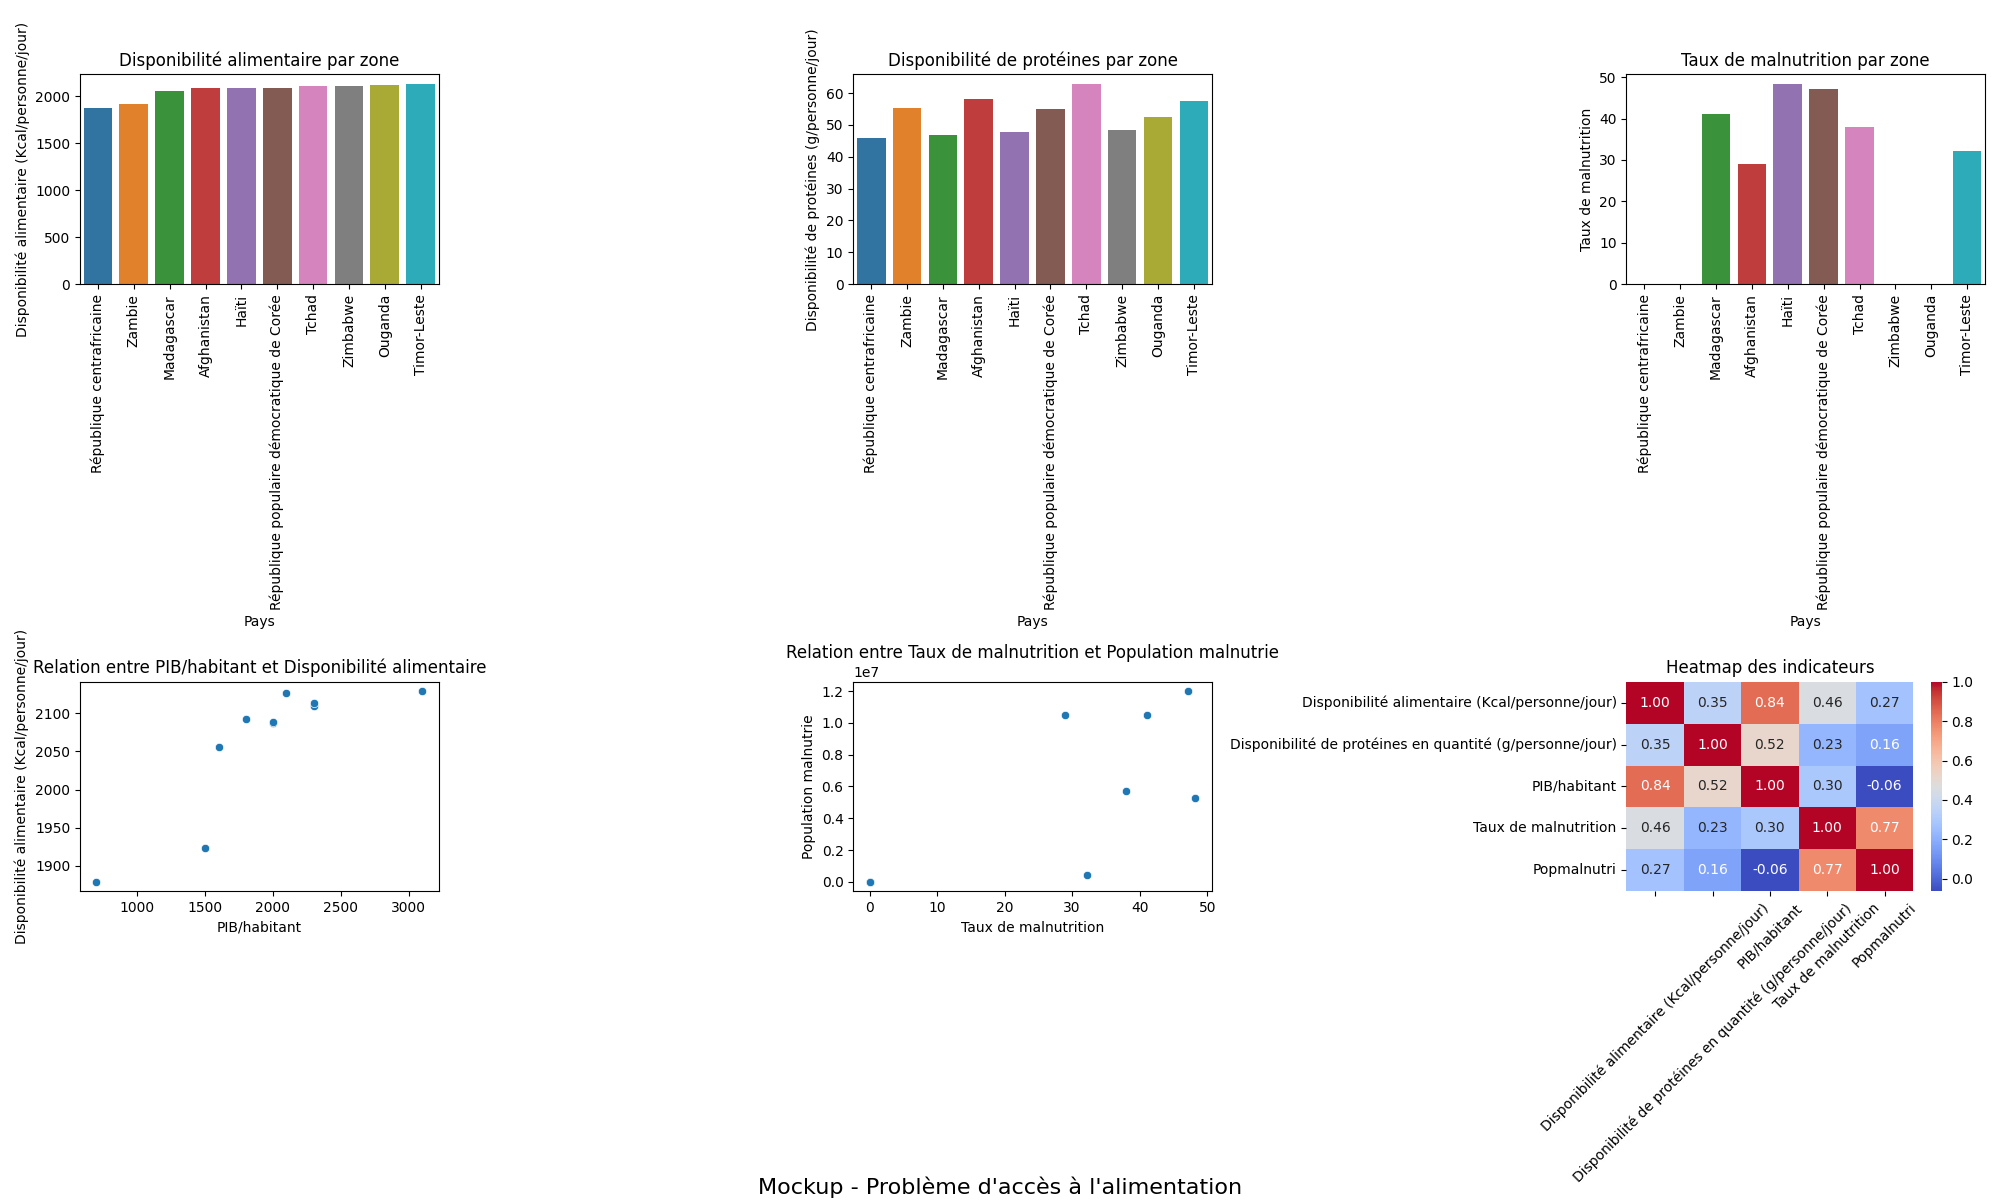 Disponibilité alimentaire par zone
Disponibilité alimentaire (Kcal/personne/jour)
2000
1500
1000
500
0
République centrafricaine
Zambie
Madagascar
Afghanistan
Haïti
République populaire démocratique de Corée
Tchad
Zimbabwe
Ouganda
Timor-Leste
Pays
Disponibilité de protéines par zone
Disponibilité de protéines (g/personne/jour)
60
50
40
30
20
10
0
République centrafricaine
Zambie
Madagascar
Afghanistan
Haïti
République populaire démocratique de Corée
Tchad
Zimbabwe
Ouganda
Timor-Leste
Pays
Taux de malnutrition par zone
Taux de malnutrition
50
40
30
20
10
0
République centrafricaine
Zambie
Madagascar
Afghanistan
Haïti
République populaire démocratique de Corée
Tchad
Zimbabwe
Ouganda
Timor-Leste
Pays
Relation entre PIB/habitant et Disponibilité alimentaire
Disponibilité alimentaire (Kcal/personne/jour)
2100
2050
2000
1950
1900
1000 1500 2000 2500 3000
PIB/habitant
Relation entre Taux de malnutrition et Population malnutrie
1e7
Population malnutrie
1.2
1.0
0.8
0.6
0.4
0.2
0.0
0 10 20 30 40 50
Taux de malnutrition
Heatmap des indicateurs
Disponibilité alimentaire (Kcal/personne/jour) 1.00 0.35 0.84 0.46 0.27
Disponibilité de protéines en quantité (g/personne/jour) 0.35 1.00 0.52 0.23 0.16
PIB/habitant 0.84 0.52 1.00 0.30 -0.06
Taux de malnutrition 0.46 0.23 0.30 1.00 0.77
Popmalnutri 0.27 0.16 -0.06 0.77 1.00
Disponibilité alimentaire (Kcal/personne/jour)
Disponibilité de protéines en quantité (g/personne/jour)
PIB/habitant
Taux de malnutrition
Popmalnutri
1.0
0.8
0.6
0.4
0.2
0.0
Mockup - Problème d'accès à l'alimentation